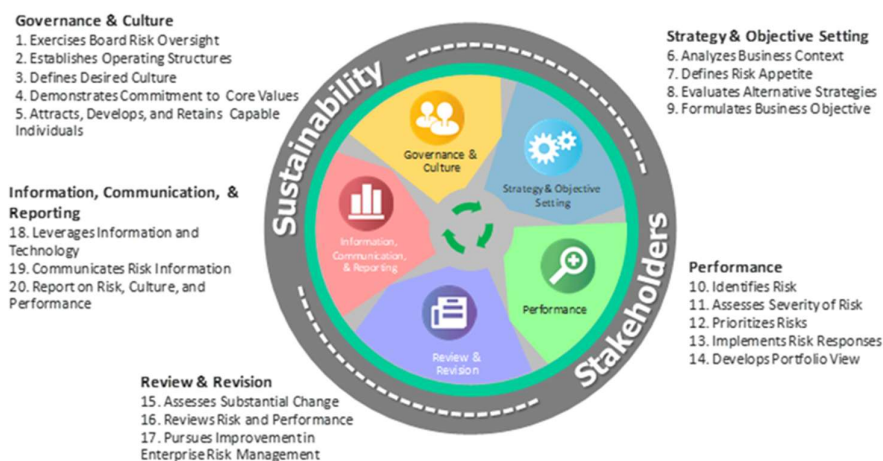 Governance & Culture
1. Exercises Board Risk Oversight
2. Establishes Operating Structures
3. Defines Desired Culture
4. Demonstrates Commitment to Core Values
5. Attracts, Develops, and Retains Capable
Individuals
Strategy & Objective Setting
6. Analyzes Business Context
7. Defines Risk Appetite
8. Evaluates Alternative Strategies
9. Formulates Business Objective
Sustainability
Governance &
Culture
Strategy & Objective
Setting
Information,
Communication,
& Reporting
Performance
Review &
Revision
Stakeholders
Information, Communication, &
Reporting
18. Leverages Information and
Technology
19. Communicates Risk Information
20. Report on Risk, Culture, and
Performance
Performance
10. Identifies Risk
11. Assesses Severity of Risk
12. Prioritizes Risks
13. Implements Risk Responses
14. Develops Portfolio View
Review & Revision
15. Assesses Substantial Change
16. Reviews Risk and Performance
17. Pursues Improvement in
Enterprise Risk Management